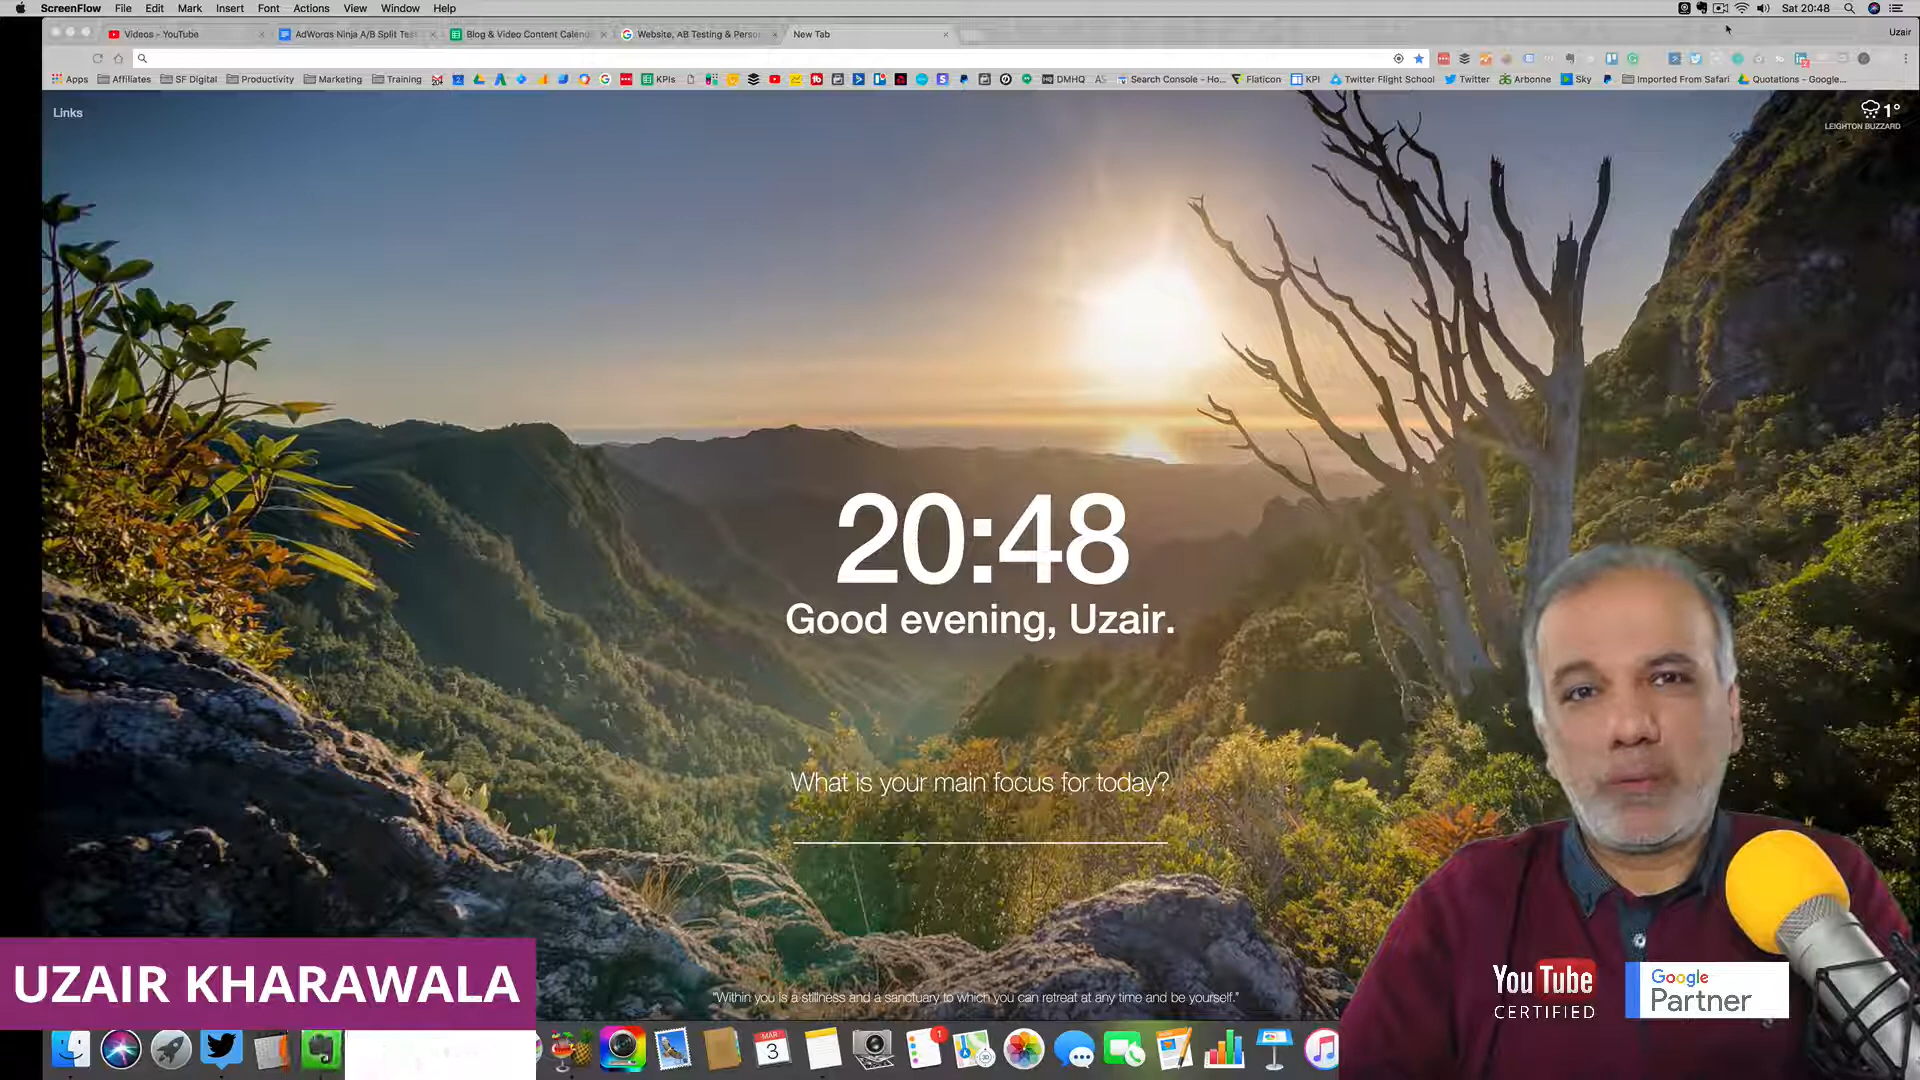 ScreenFlow File Edit Mark Insert Font Actions View Window Help Sat 20:48
Videos - YouTube AdWords Ninja A/B Split Test Blog & Video Content Calend Website, AB Testing & Perso New Tab Uzair
Apps Affiliates SF Digital Productivity Marketing Training KPIs DMHQ Search Console - Ho... Flaticon KPI Twitter Flight School Twitter Arbonne Sky Imported From Safari Quotations - Google...
Links
1°
LEIGHTON BUZZARD
20:48
Good evening, Uzair.
What is your main focus for today?
"Within you is a stillness and a sanctuary to which you can retreat at any time and be yourself."
UZAIR KHARAWALA
YouTube
CERTIFIED
Google
Partner
MAR
3
1